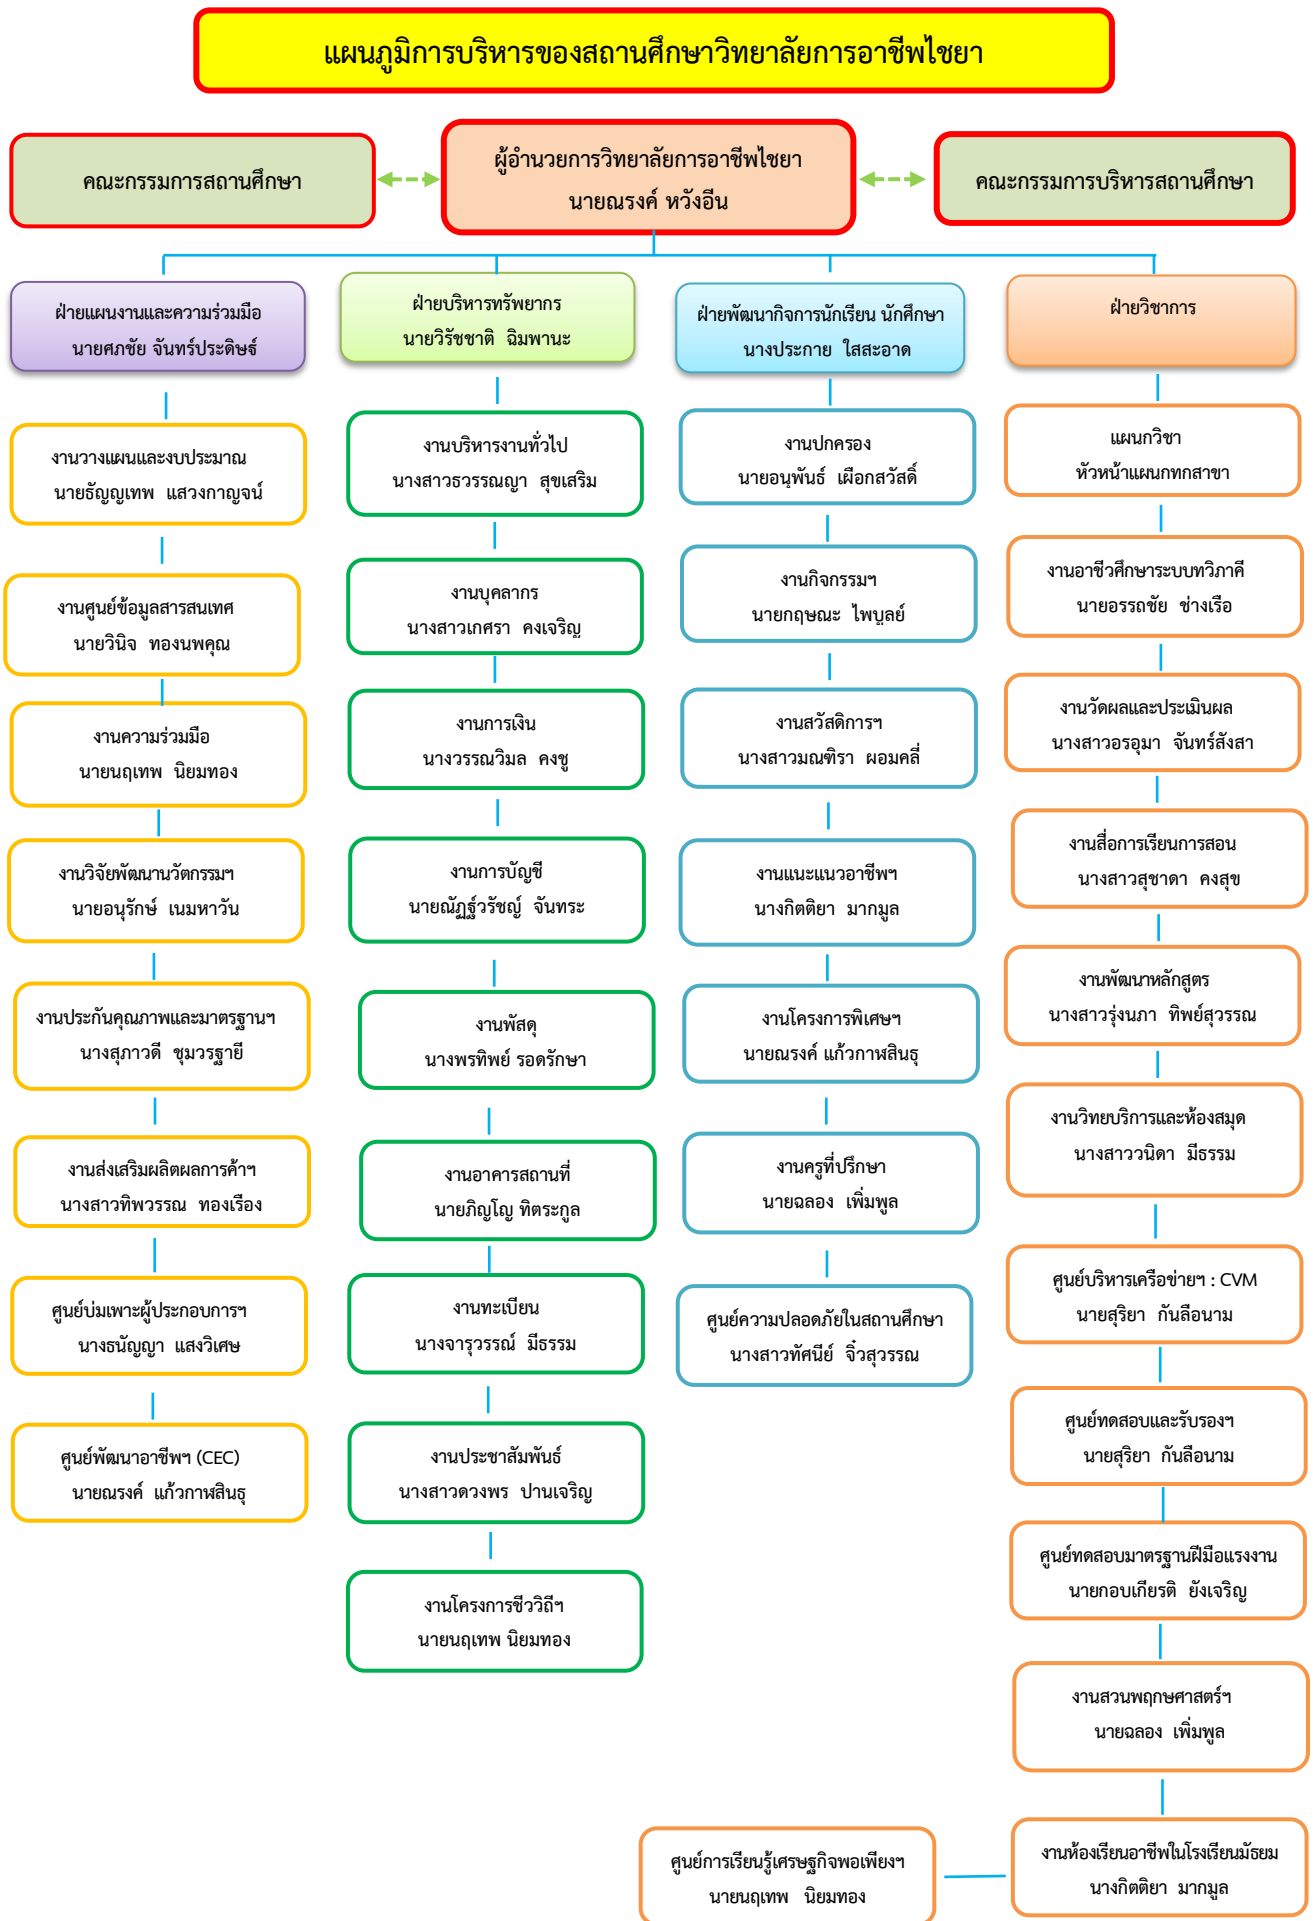 แผนภูมิการบริหารของสถานศึกษาวิทยาลัยการอาชีพไชยา
คณะกรรมการสถานศึกษา
ผู้อำนวยการวิทยาลัยการอาชีพไชยา
นายณรงค์ หวังอีน
คณะกรรมการบริหารสถานศึกษา
ฝ่ายแผนงานและความร่วมมือ
นายศภชัย จันทร์ประดิษฐ์
งานวางแผนและงบประมาณ
นายธัญญเทพ แสวงกาญจน์
งานศูนย์ข้อมูลสารสนเทศ
นายวินิจ ทองนพคุณ
งานความร่วมมือ
นายนฤเทพ นิยมทอง
งานวิจัยพัฒนานวัตกรรมฯ
นายอนุรักษ์ เนมหาวัน
งานประกันคุณภาพและมาตรฐานฯ
นางสุภาวดี ชุมวรฐายี
งานส่งเสริมผลิตผลการค้าฯ
นางสาวทิพวรรณ ทองเรือง
ศูนย์บ่มเพาะผู้ประกอบการฯ
นางธนัญญา แสงวิเศษ
ศูนย์พัฒนาอาชีพฯ (CEC)
นายณรงค์ แก้วกาฬสินธุ
ฝ่ายบริหารทรัพยากร
นายวิรัชชาติ ฉิมพานะ
งานบริหารงานทั่วไป
นางสาวธวรรณญา สุขเสริม
งานบุคลากร
นางสาวเกศรา คงเจริญ
งานการเงิน
นางวรรณวิมล คงชู
งานการบัญชี
นายณัฏฐ์วรัชญ์ จันทระ
งานพัสดุ
นางพรทิพย์ รอดรักษา
งานอาคารสถานที่
นายภิญโญ ทิตระกูล
งานทะเบียน
นางจารุวรรณ์ มีธรรม
งานประชาสัมพันธ์
นางสาวดวงพร ปานเจริญ
งานโครงการชีววิถีฯ
นายนฤเทพ นิยมทอง
ฝ่ายพัฒนากิจการนักเรียน นักศึกษา
นางประกาย ใสสะอาด
งานปกครอง
นายอนุพันธ์ เผือกสวัสดิ์
งานกิจกรรมฯ
นายกฤษณะ ไพบูลย์
งานสวัสดิการฯ
นางสาวมณฑิรา ผอมคลี่
งานแนะแนวอาชีพฯ
นางกิตติยา มากมูล
งานโครงการพิเศษฯ
นายณรงค์ แก้วกาฬสินธุ
งานครูที่ปรึกษา
นายฉลอง เพิ่มพูล
ศูนย์ความปลอดภัยในสถานศึกษา
นางสาวทัศนีย์ จิ๋วสุวรรณ
ฝ่ายวิชาการ
แผนกวิชา
หัวหน้าแผนกทกสาขา
งานอาชีวศึกษาระบบทวิภาคี
นายอรรถชัย ช่างเรือ
งานวัดผลและประเมินผล
นางสาวอรอุมา จันทร์สังสา
งานสื่อการเรียนการสอน
นางสาวสุชาดา คงสุข
งานพัฒนาหลักสูตร
นางสาวรุ่งนภา ทิพย์สุวรรณ
งานวิทยบริการและห้องสมุด
นางสาววนิดา มีธรรม
ศูนย์บริหารเครือข่ายฯ : CVM
นายสุริยา กันลือนาม
ศูนย์ทดสอบและรับรองฯ
นายสุริยา กันลือนาม
ศูนย์ทดสอบมาตรฐานฝีมือแรงงาน
นายกอบเกียรติ ยังเจริญ
งานสวนพฤกษศาสตร์ฯ
นายฉลอง เพิ่มพูล
งานห้องเรียนอาชีพในโรงเรียนมัธยม
นางกิตติยา มากมูล
ศูนย์การเรียนรู้เศรษฐกิจพอเพียงฯ
นายนฤเทพ นิยมทอง